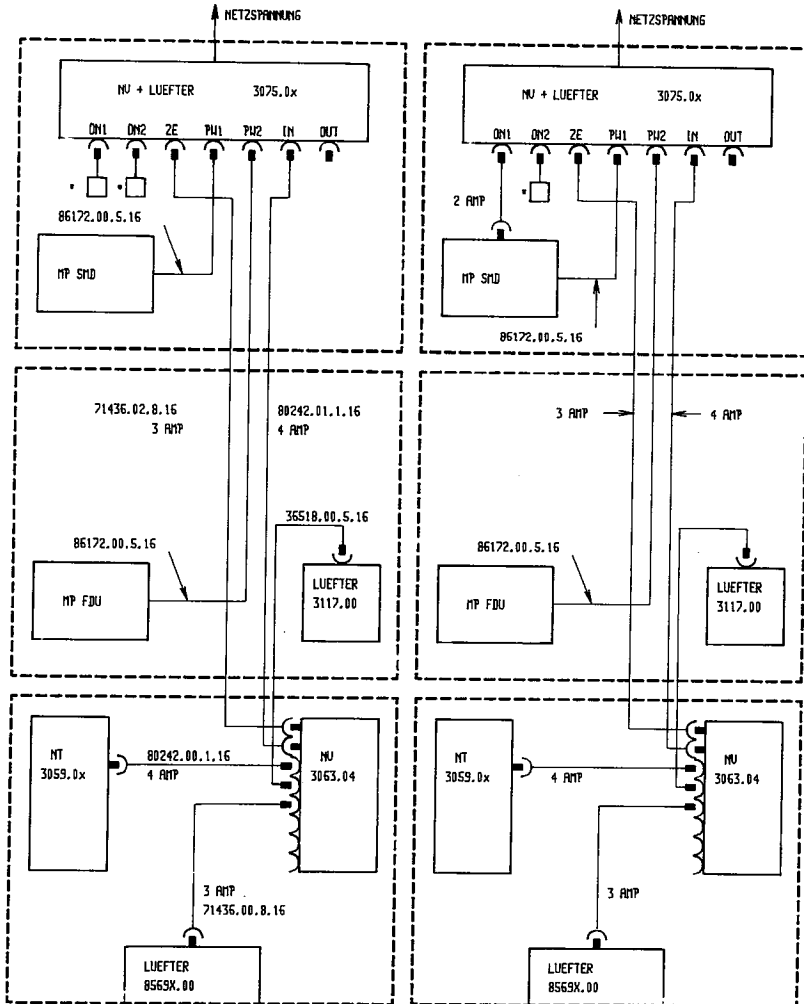 NETZSPANNUNG
NV + LUEFTER 3075.0x
ON1 ON2 ZE PW1 PW2 IN OUT
* *
86172.00.5.16
MP SMD
71436.02.8.16
3 AMP
80242.01.1.16
4 AMP
36518.00.5.16
86172.00.5.16
MP FDU
LUEFTER
3117.00
NT
3059.0x
80242.00.1.16
4 AMP
NV
3063.04
3 AMP
71436.00.8.16
LUEFTER
8569X.00
NETZSPANNUNG
NV + LUEFTER 3075.0x
ON1 ON2 ZE PW1 PW2 IN OUT
*
2 AMP
MP SMD
86172.00.5.16
3 AMP
4 AMP
86172.00.5.16
MP FDU
LUEFTER
3117.00
NT
3059.0x
4 AMP
NV
3063.04
3 AMP
LUEFTER
8569X.00